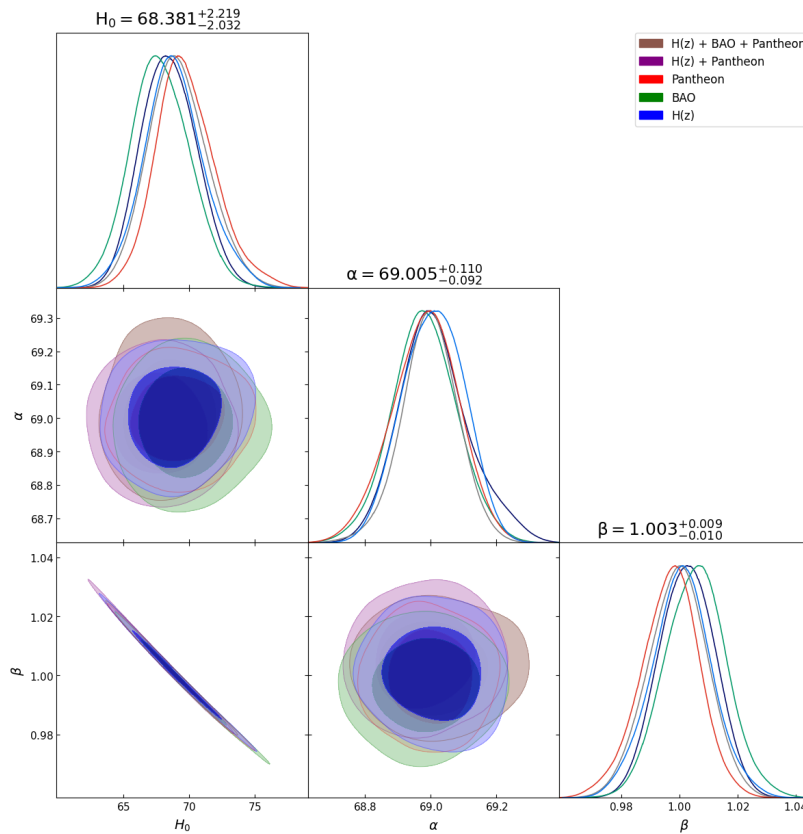 H₀ = 68.381⁺²·²¹⁹₋₂.₀₃₂
H(z) + BAO + Pantheon
H(z) + Pantheon
Pantheon
BAO
H(z)
α = 69.005⁺⁰·¹¹⁰₋₀.₀₉₂
69.3
69.2
69.1
69.0
68.9
68.8
68.7
α
β = 1.003⁺⁰·⁰⁰⁹₋₀.₀₁₀
1.04
1.02
1.00
0.98
β
65 70 75
H₀
68.8 69.0 69.2
α
0.98 1.00 1.02 1.04
β